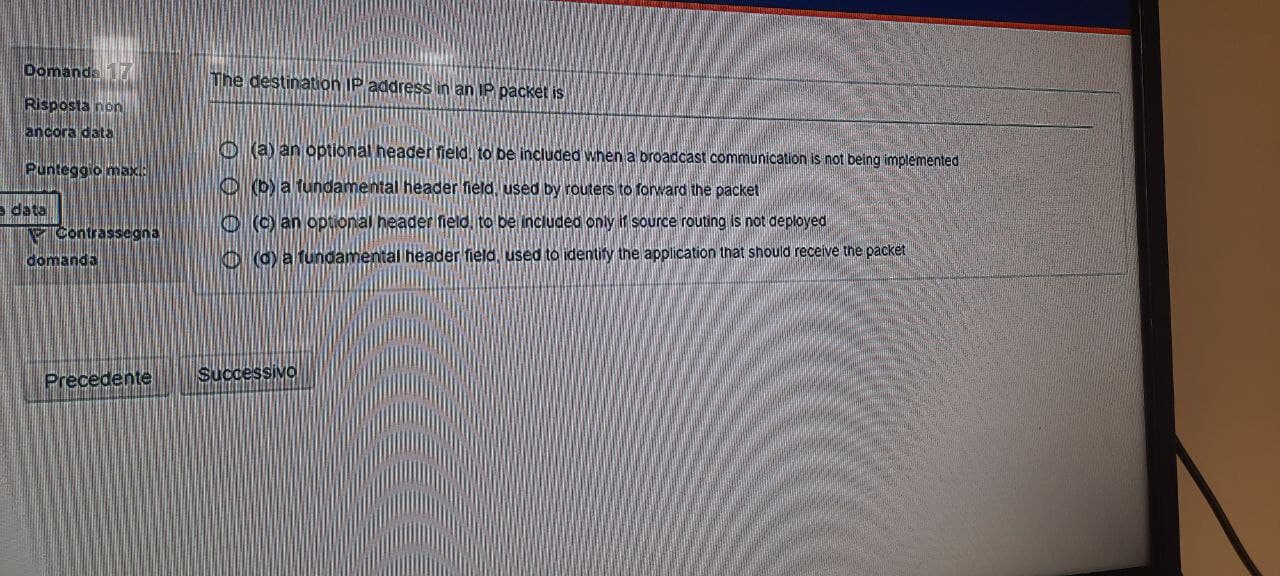 Domanda 17
Risposta non
ancora data
Punteggio max.:
a data
Contrassegna
domanda
The destination IP address in an IP packet is
(a) an optional header field, to be included when a broadcast communication is not being implemented
(b) a fundamental header field, used by routers to forward the packet
(c) an optional header field, to be included only if source routing is not deployed
(d) a fundamental header field, used to identify the application that should receive the packet
Precedente
Successivo